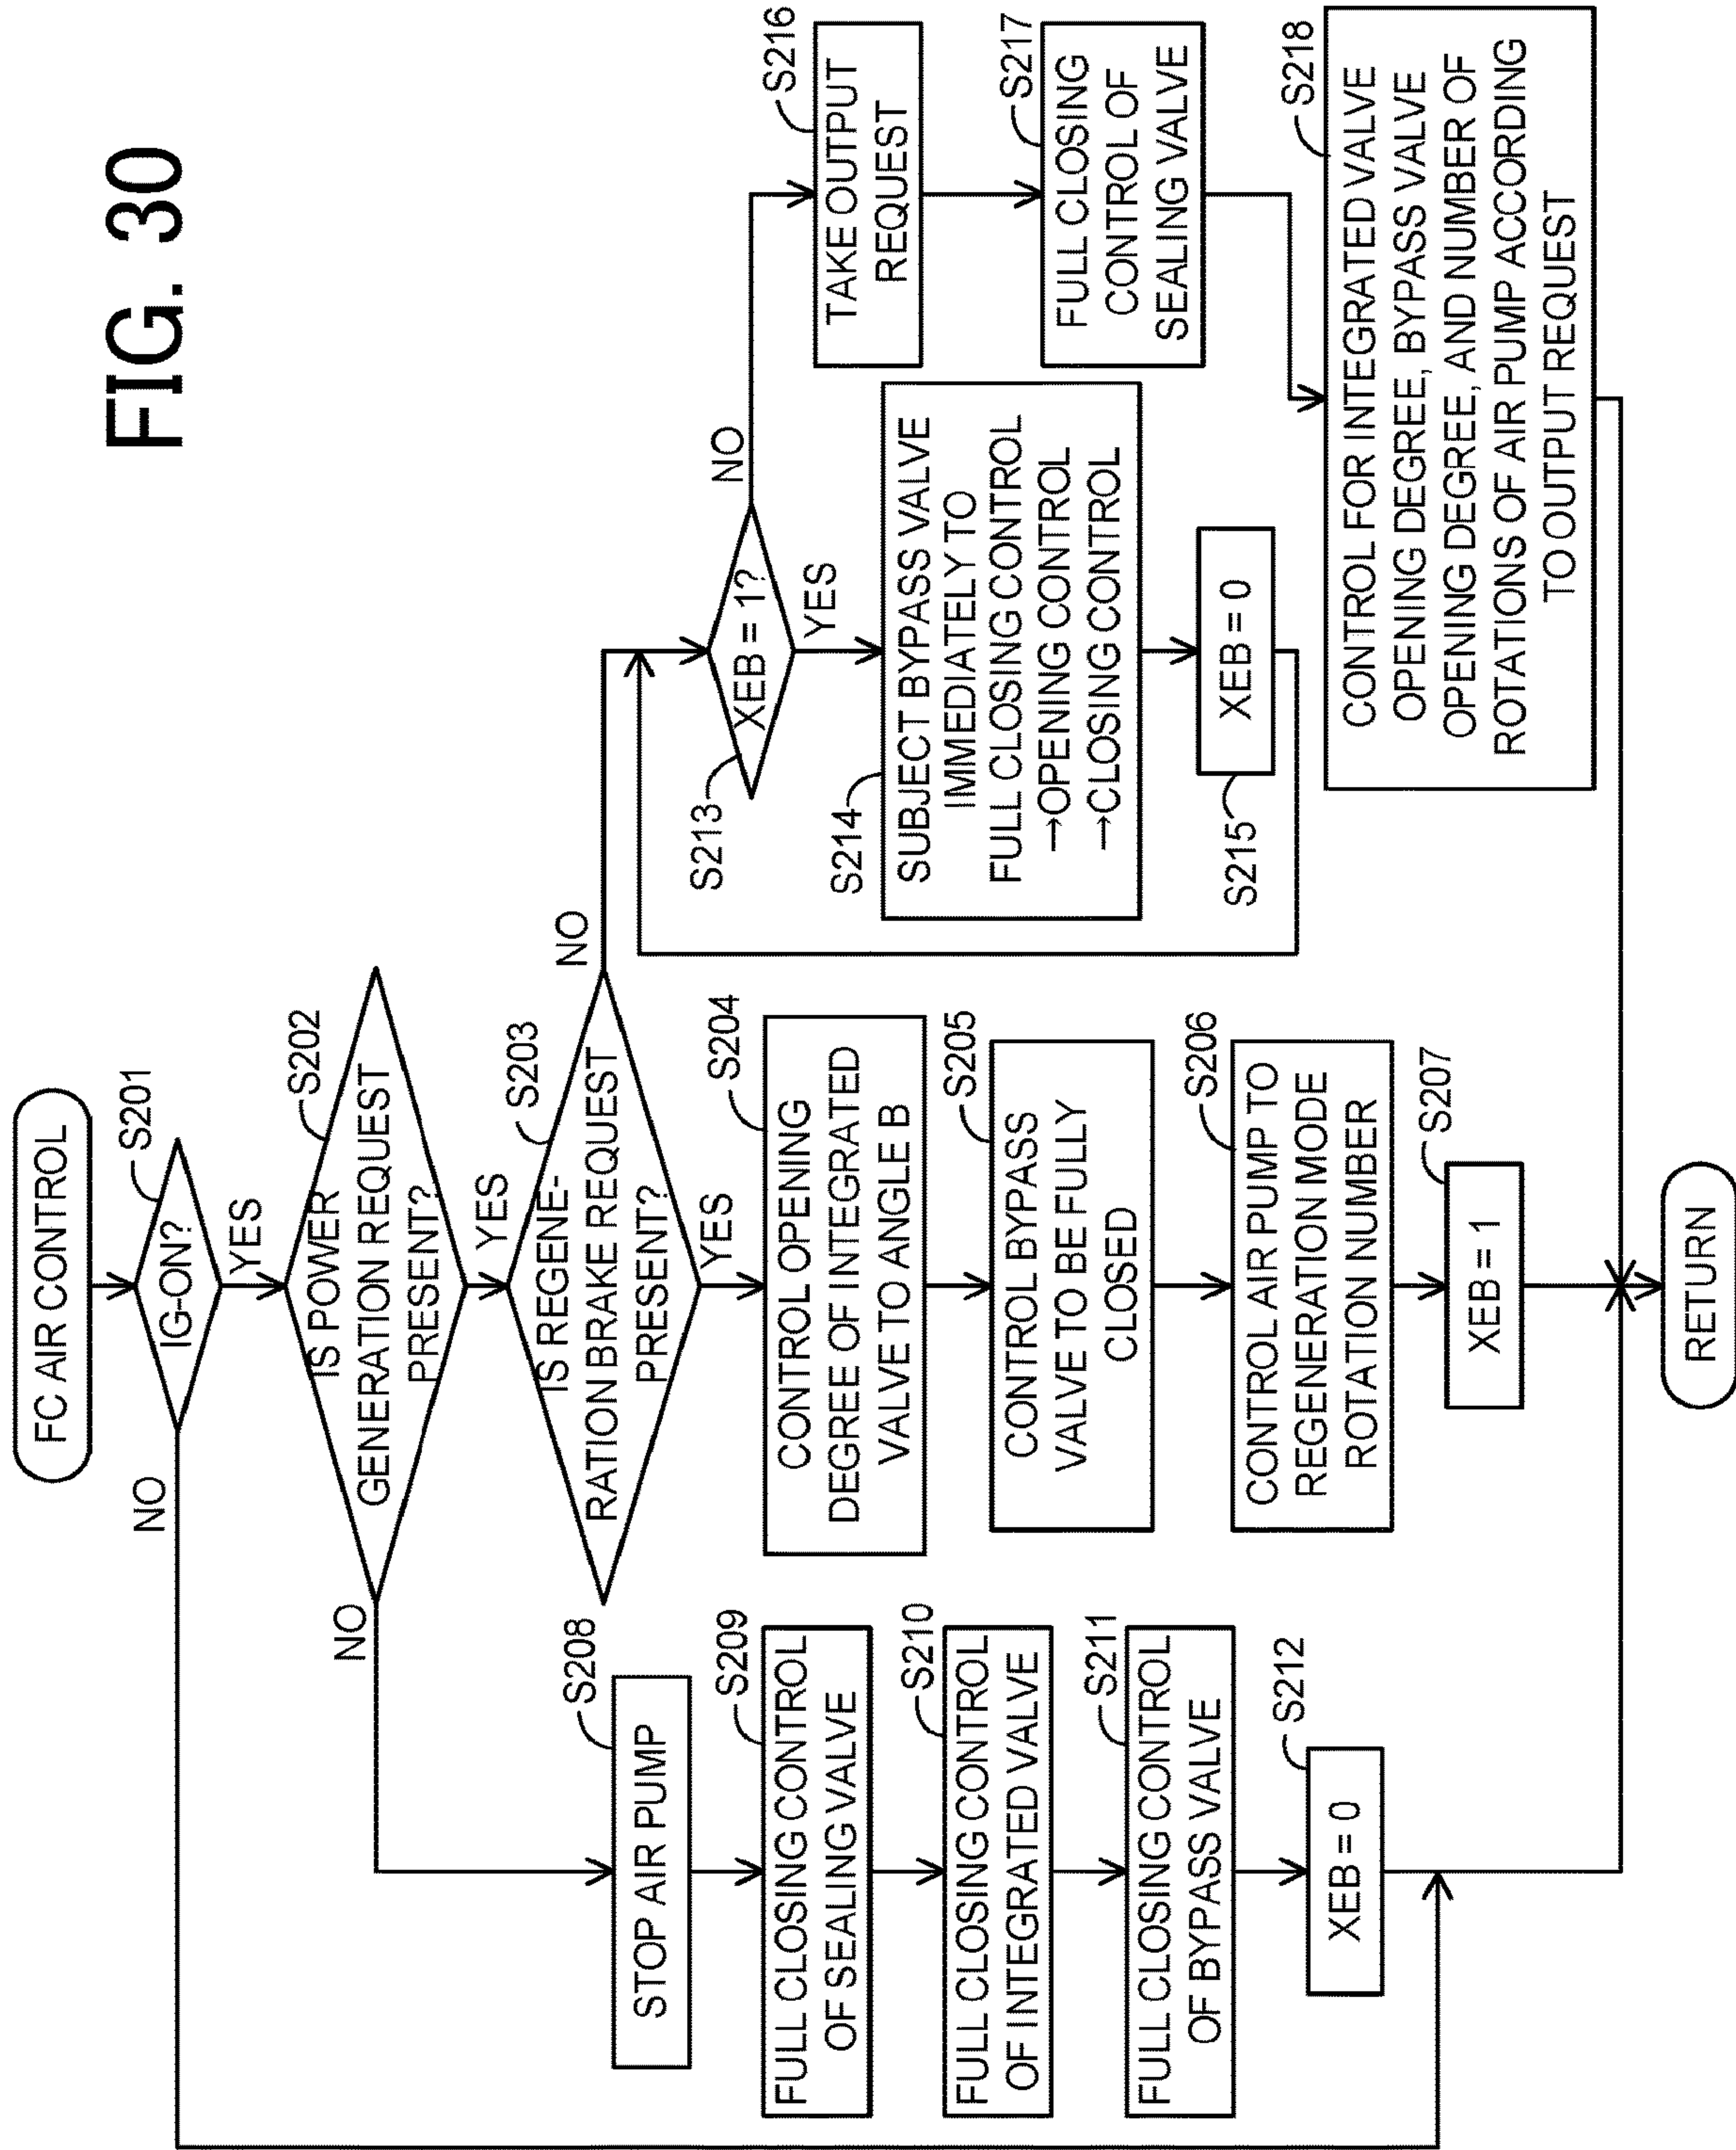 FIG. 30
FC AIR CONTROL
S201
IG-ON?
NO
YES
S202
IS POWER
GENERATION REQUEST
PRESENT?
NO
YES
S203
IS REGENE-
RATION BRAKE REQUEST
PRESENT?
NO
YES
S204
CONTROL OPENING
DEGREE OF INTEGRATED
VALVE TO ANGLE B
S205
CONTROL BYPASS
VALVE TO BE FULLY
CLOSED
S206
CONTROL AIR PUMP TO
REGENERATION MODE
ROTATION NUMBER
S207
XEB = 1
S208
STOP AIR PUMP
S209
FULL CLOSING CONTROL
OF SEALING VALVE
S210
FULL CLOSING CONTROL
OF INTEGRATED VALVE
S211
FULL CLOSING CONTROL
OF BYPASS VALVE
S212
XEB = 0
S213
XEB = 1?
NO
YES
S214
SUBJECT BYPASS VALVE
IMMEDIATELY TO
FULL CLOSING CONTROL
→OPENING CONTROL
→CLOSING CONTROL
S215
XEB = 0
S216
TAKE OUTPUT
REQUEST
S217
FULL CLOSING
CONTROL OF
SEALING VALVE
S218
CONTROL FOR INTEGRATED VALVE
OPENING DEGREE, BYPASS VALVE
OPENING DEGREE, AND NUMBER OF
ROTATIONS OF AIR PUMP ACCORDING
TO OUTPUT REQUEST
RETURN